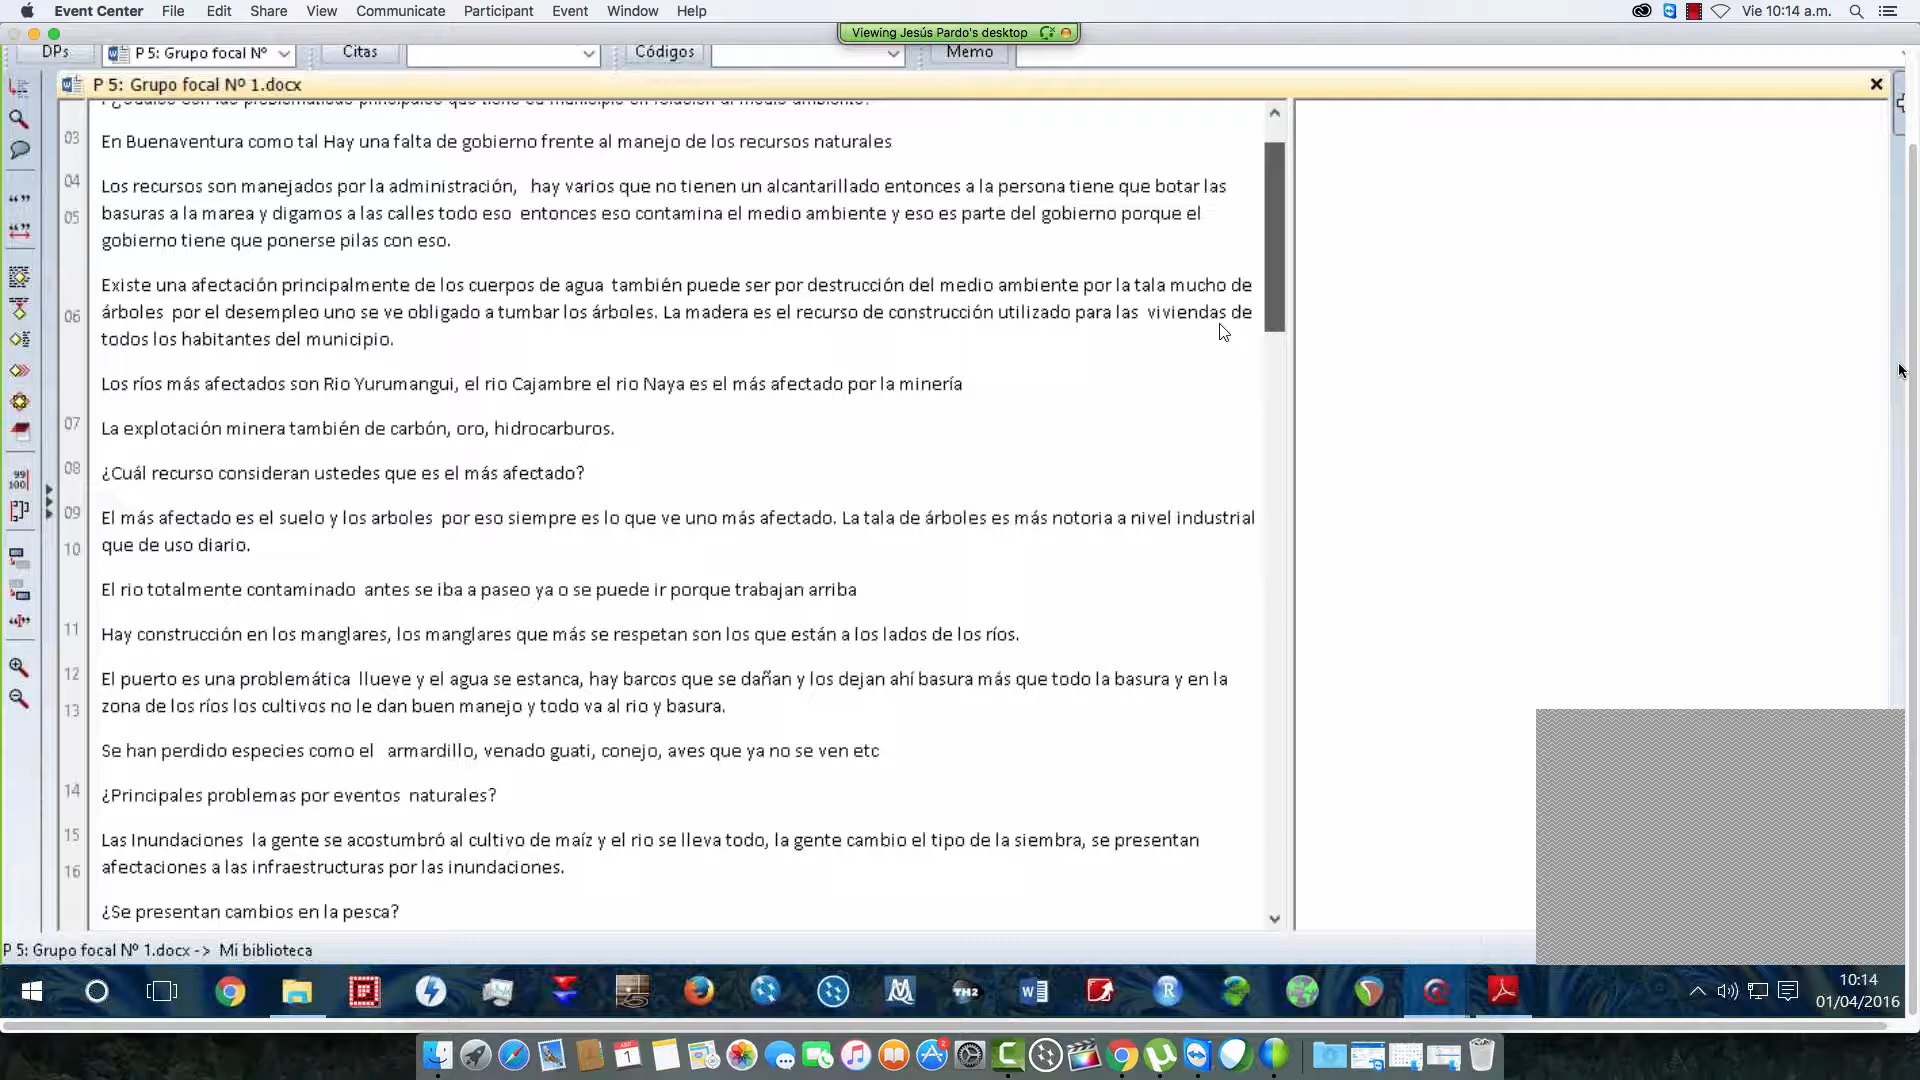 Event Center File Edit Share View Communicate Participant Event Window Help Vie 10:14 a.m.
Viewing Jesús Pardo's desktop
DPs P 5: Grupo focal Nº Citas Códigos Memo
P 5: Grupo focal Nº 1.docx
¿Cuáles son las problemáticas principales que tiene su municipio en relación al medio ambiente?
03 En Buenaventura como tal Hay una falta de gobierno frente al manejo de los recursos naturales
04 Los recursos son manejados por la administración, hay varios que no tienen un alcantarillado entonces a la persona tiene que botar las
05 basuras a la marea y digamos a las calles todo eso entonces eso contamina el medio ambiente y eso es parte del gobierno porque el
gobierno tiene que ponerse pilas con eso.
Existe una afectación principalmente de los cuerpos de agua también puede ser por destrucción del medio ambiente por la tala mucho de
06 árboles por el desempleo uno se ve obligado a tumbar los árboles. La madera es el recurso de construcción utilizado para las viviendas de
todos los habitantes del municipio.
Los ríos más afectados son Rio Yurumangui, el rio Cajambre el rio Naya es el más afectado por la minería
07 La explotación minera también de carbón, oro, hidrocarburos.
08 ¿Cuál recurso consideran ustedes que es el más afectado?
09 El más afectado es el suelo y los arboles por eso siempre es lo que ve uno más afectado. La tala de árboles es más notoria a nivel industrial
10 que de uso diario.
El rio totalmente contaminado antes se iba a paseo ya o se puede ir porque trabajan arriba
11 Hay construcción en los manglares, los manglares que más se respetan son los que están a los lados de los ríos.
12 El puerto es una problemática llueve y el agua se estanca, hay barcos que se dañan y los dejan ahí basura más que todo la basura y en la
13 zona de los ríos los cultivos no le dan buen manejo y todo va al rio y basura.
Se han perdido especies como el armardillo, venado guati, conejo, aves que ya no se ven etc
14 ¿Principales problemas por eventos naturales?
15 Las Inundaciones la gente se acostumbró al cultivo de maíz y el rio se lleva todo, la gente cambio el tipo de la siembra, se presentan
16 afectaciones a las infraestructuras por las inundaciones.
¿Se presentan cambios en la pesca?
P 5: Grupo focal Nº 1.docx -> Mi biblioteca
TH2
10:14
01/04/2016